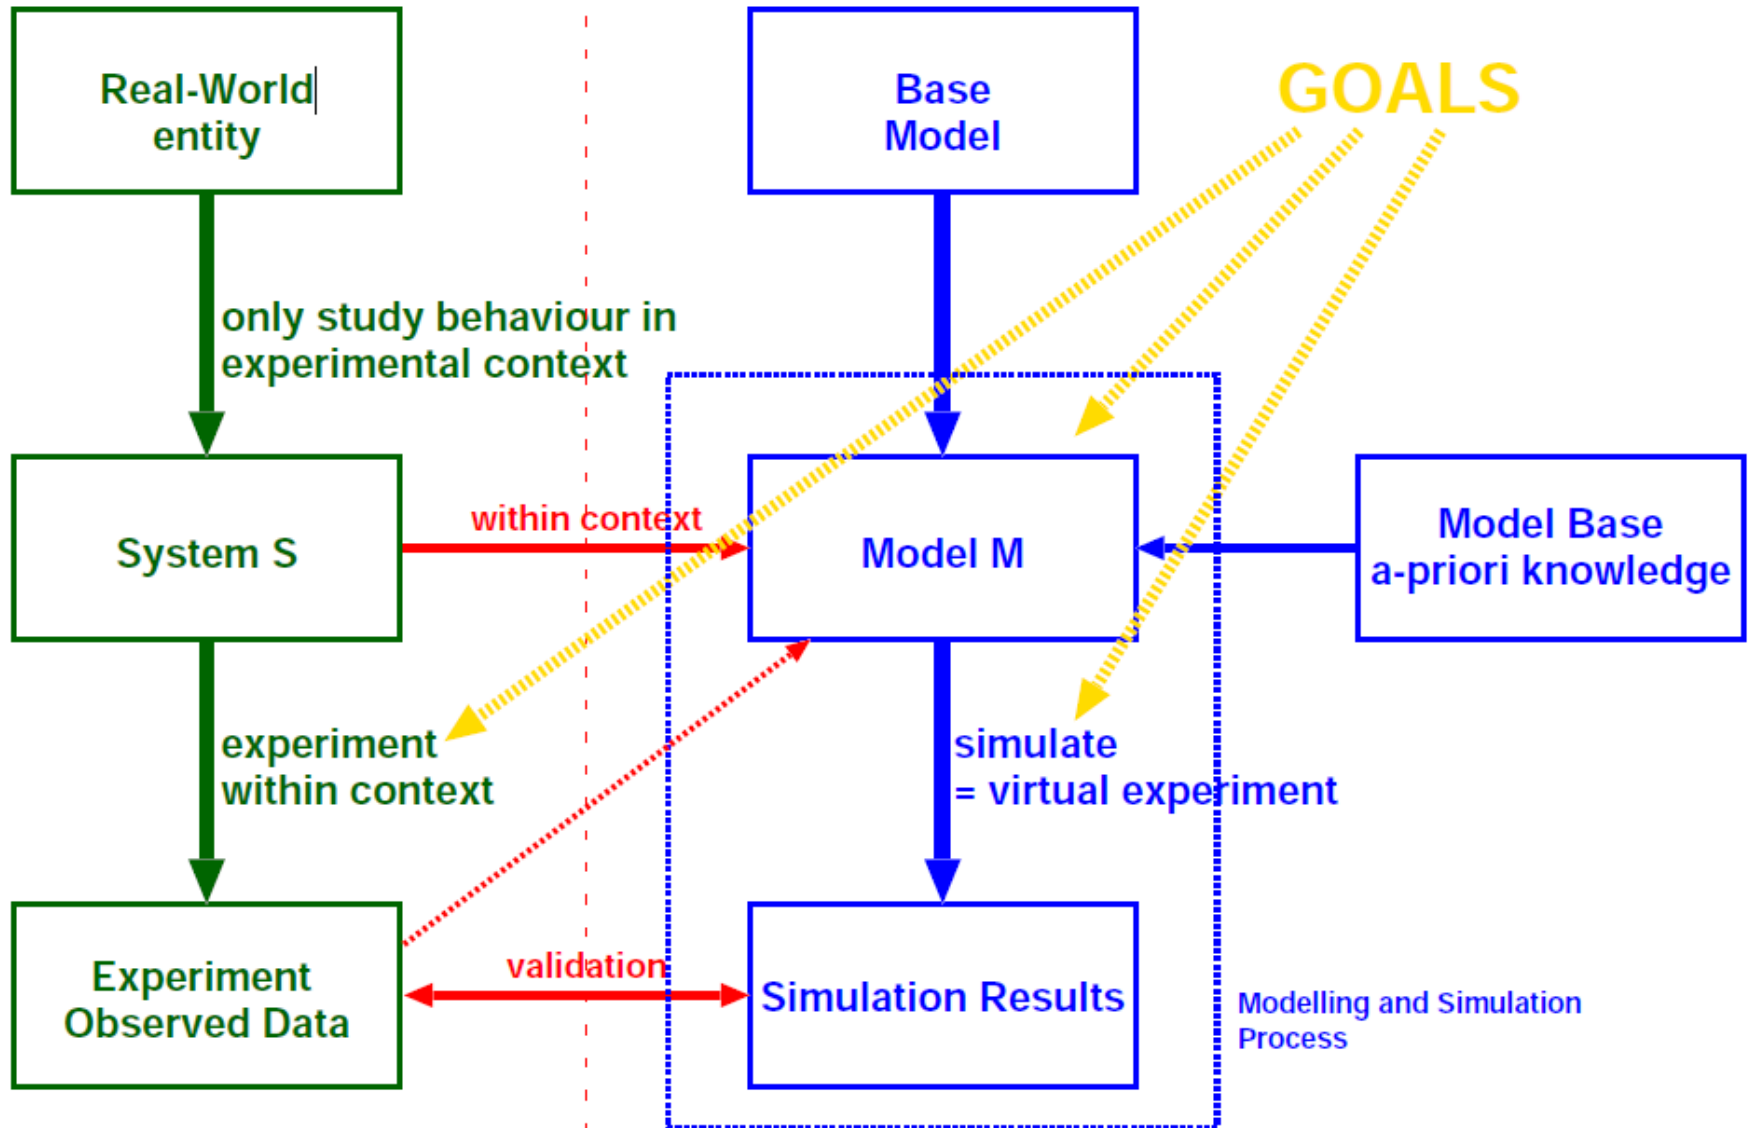 Real-World
entity
Base
Model
GOALS
only study behaviour in
experimental context
System S
within context
Model M
Model Base
a-priori knowledge
experiment
within context
simulate
= virtual experiment
Experiment
Observed Data
validation
Simulation Results
Modelling and Simulation
Process